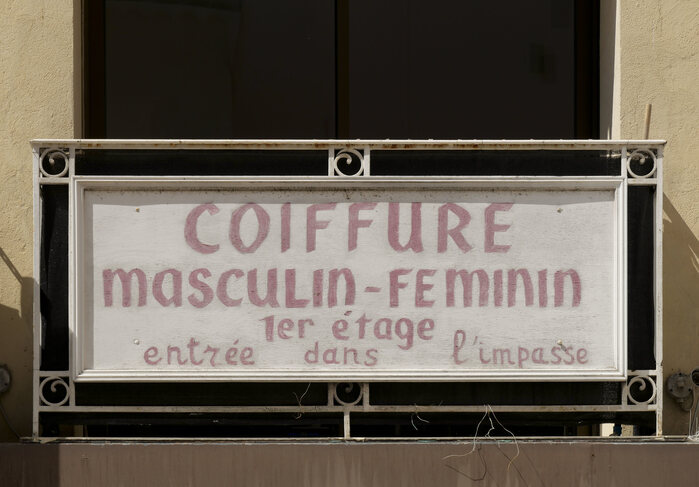 COIFFURE
masculin-FEminin
1er étage
entrée dans l'impasse